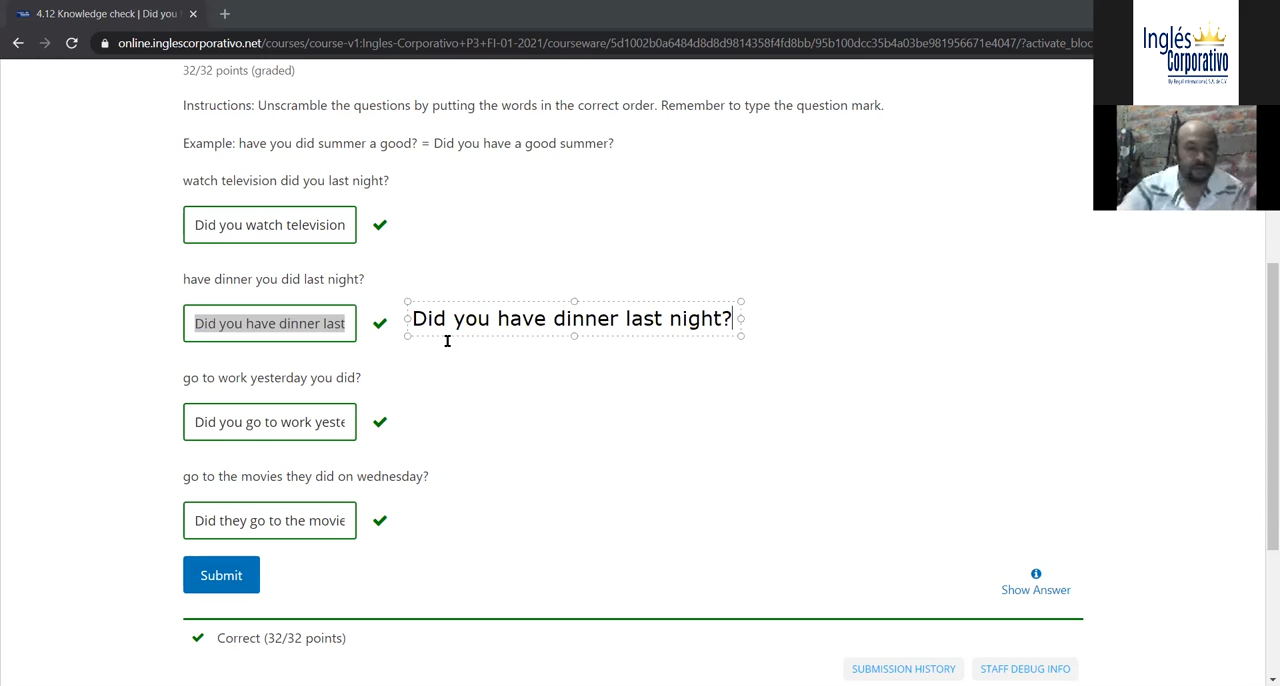 4.12 Knowledge check | Did you
online.inglescorporativo.net/courses/course-v1:Ingles-Corporativo+P3+FI-01-2021/courseware/5d1002b0a6484d8d8d9814358f4fd8bb/95b100dcc35b4a03be981956671e4047/?activate_bloc
Inglés
Corporativo
32/32 points (graded)
Instructions: Unscramble the questions by putting the words in the correct order. Remember to type the question mark.
Example: have you did summer a good? = Did you have a good summer?
watch television did you last night?
Did you watch television
have dinner you did last night?
Did you have dinner last
Did you have dinner last night?
go to work yesterday you did?
Did you go to work yeste
go to the movies they did on wednesday?
Did they go to the movie
Submit
Show Answer
Correct (32/32 points)
SUBMISSION HISTORY
STAFF DEBUG INFO